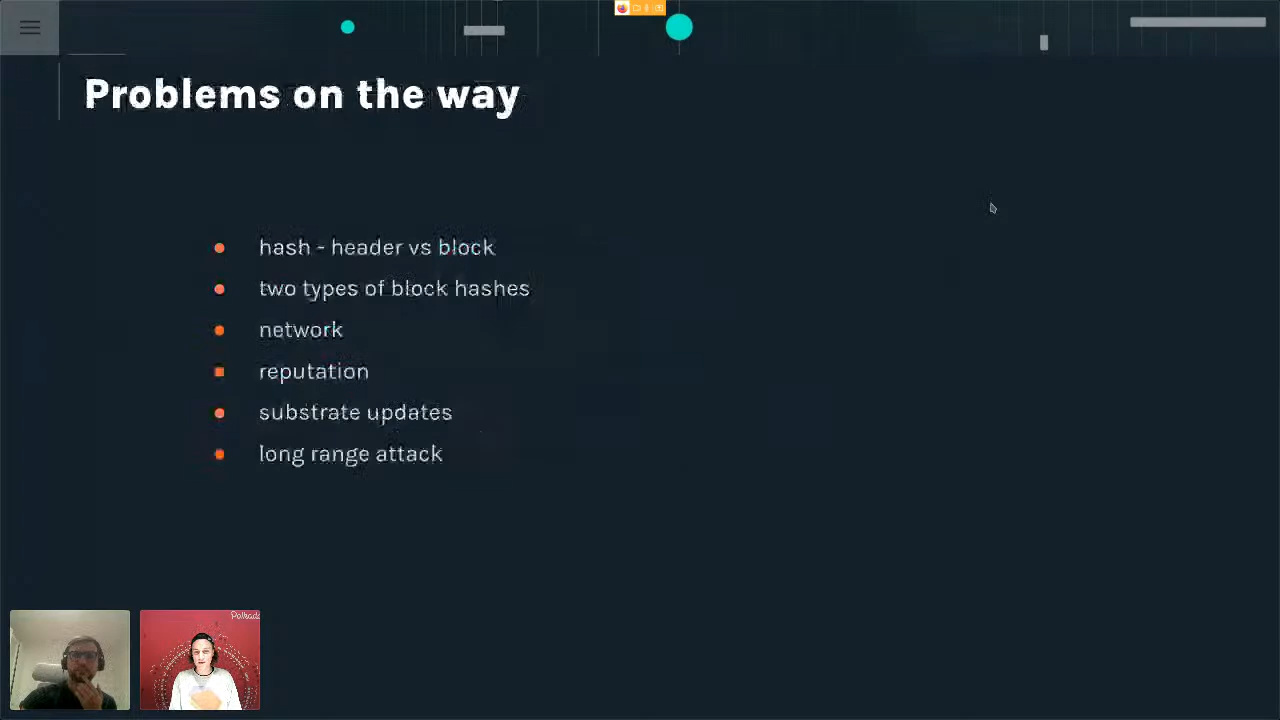 Problems on the way
hash - header vs block
two types of block hashes
network
reputation
substrate updates
long range attack